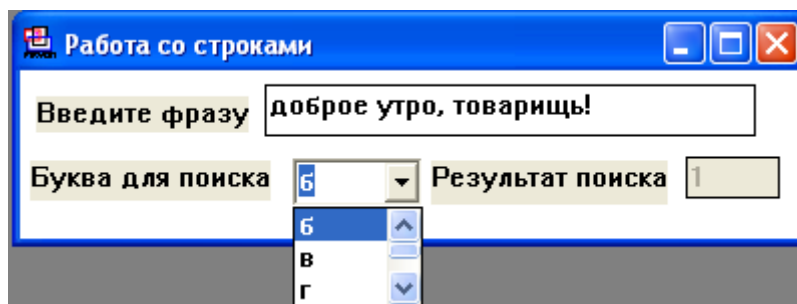 Работа со строками
Введите фразу доброе утро, товарищь!
Буква для поиска б Результат поиска 1
б
в
г